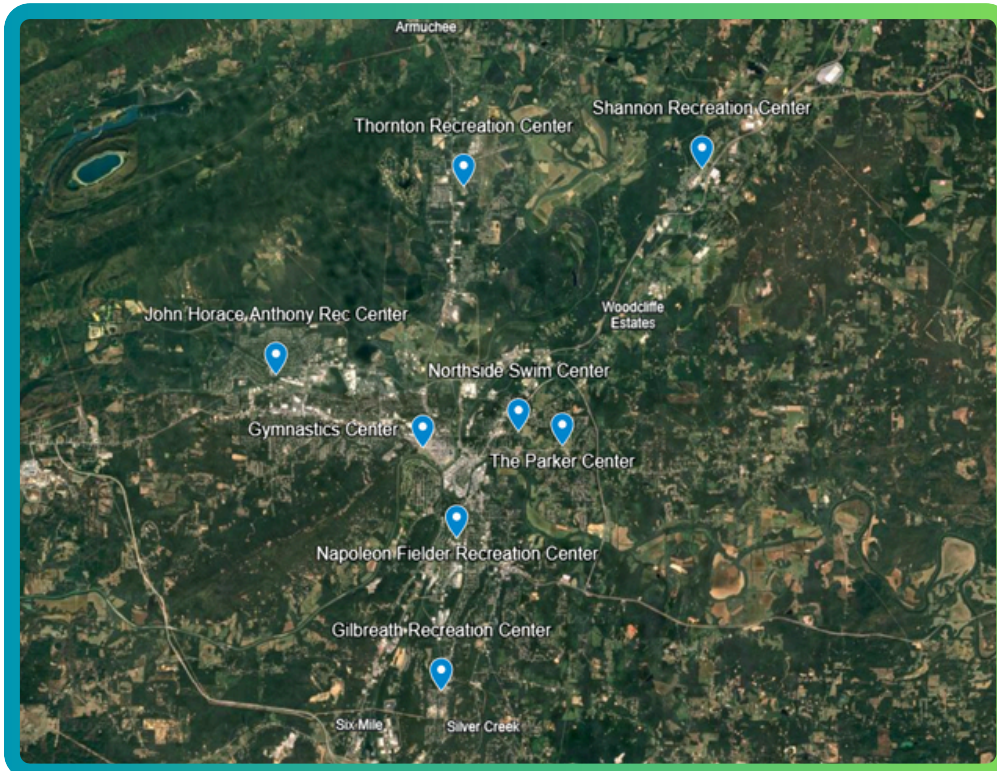 Armuchee
Shannon Recreation Center
Thornton Recreation Center
Woodcliffe
Estates
John Horace Anthony Rec Center
Northside Swim Center
Gymnastics Center
The Parker Center
Napoleon Fielder Recreation Center
Gilbreath Recreation Center
Six Mile
Silver Creek